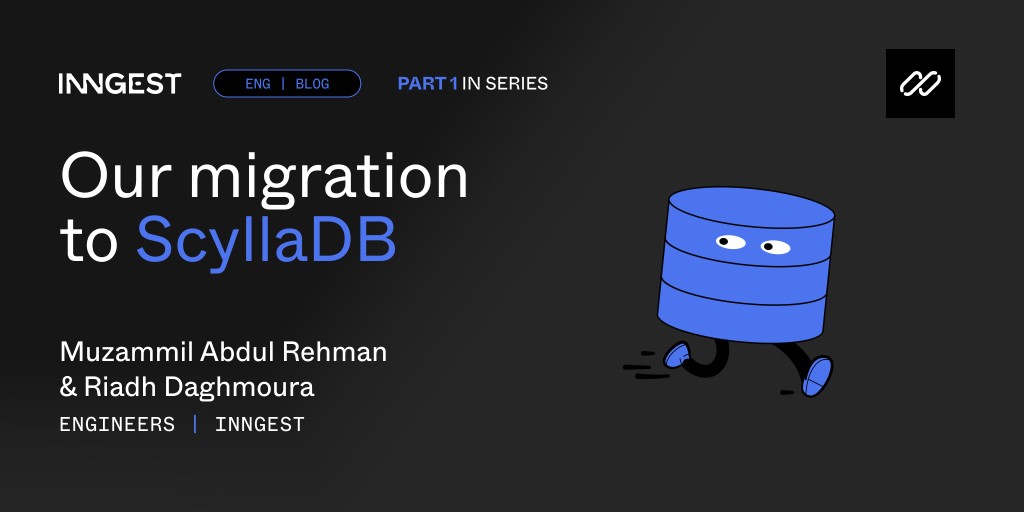 INNGEST
ENG | BLOG
PART 1 IN SERIES
Our migration
to ScyllaDB
Muzammil Abdul Rehman
& Riadh Daghmoura
ENGINEERS | INNGEST